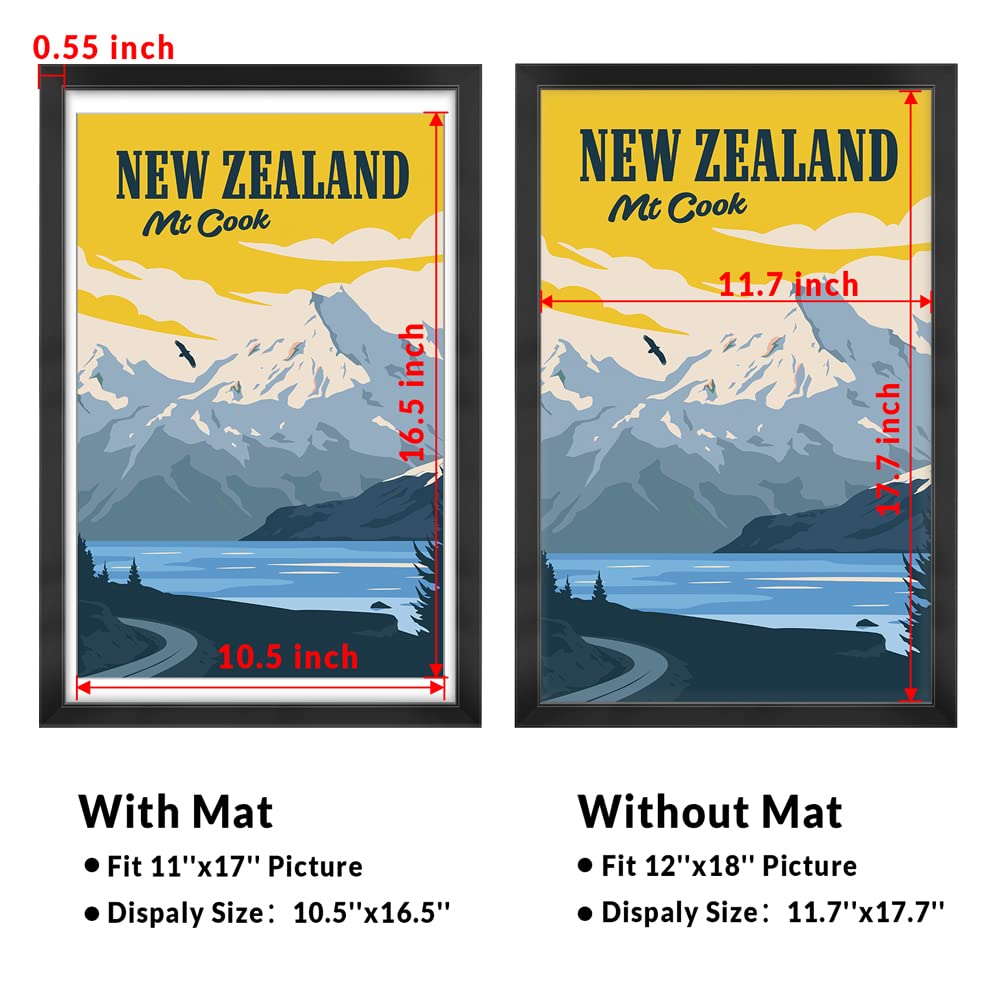 0.55 inch
NEW ZEALAND
Mt Cook
16.5 inch
10.5 inch
NEW ZEALAND
Mt Cook
11.7 inch
17.7 inch
With Mat
• Fit 11''x17'' Picture
• Dispaly Size：10.5''x16.5''
Without Mat
• Fit 12''x18'' Picture
• Dispaly Size：11.7''x17.7''